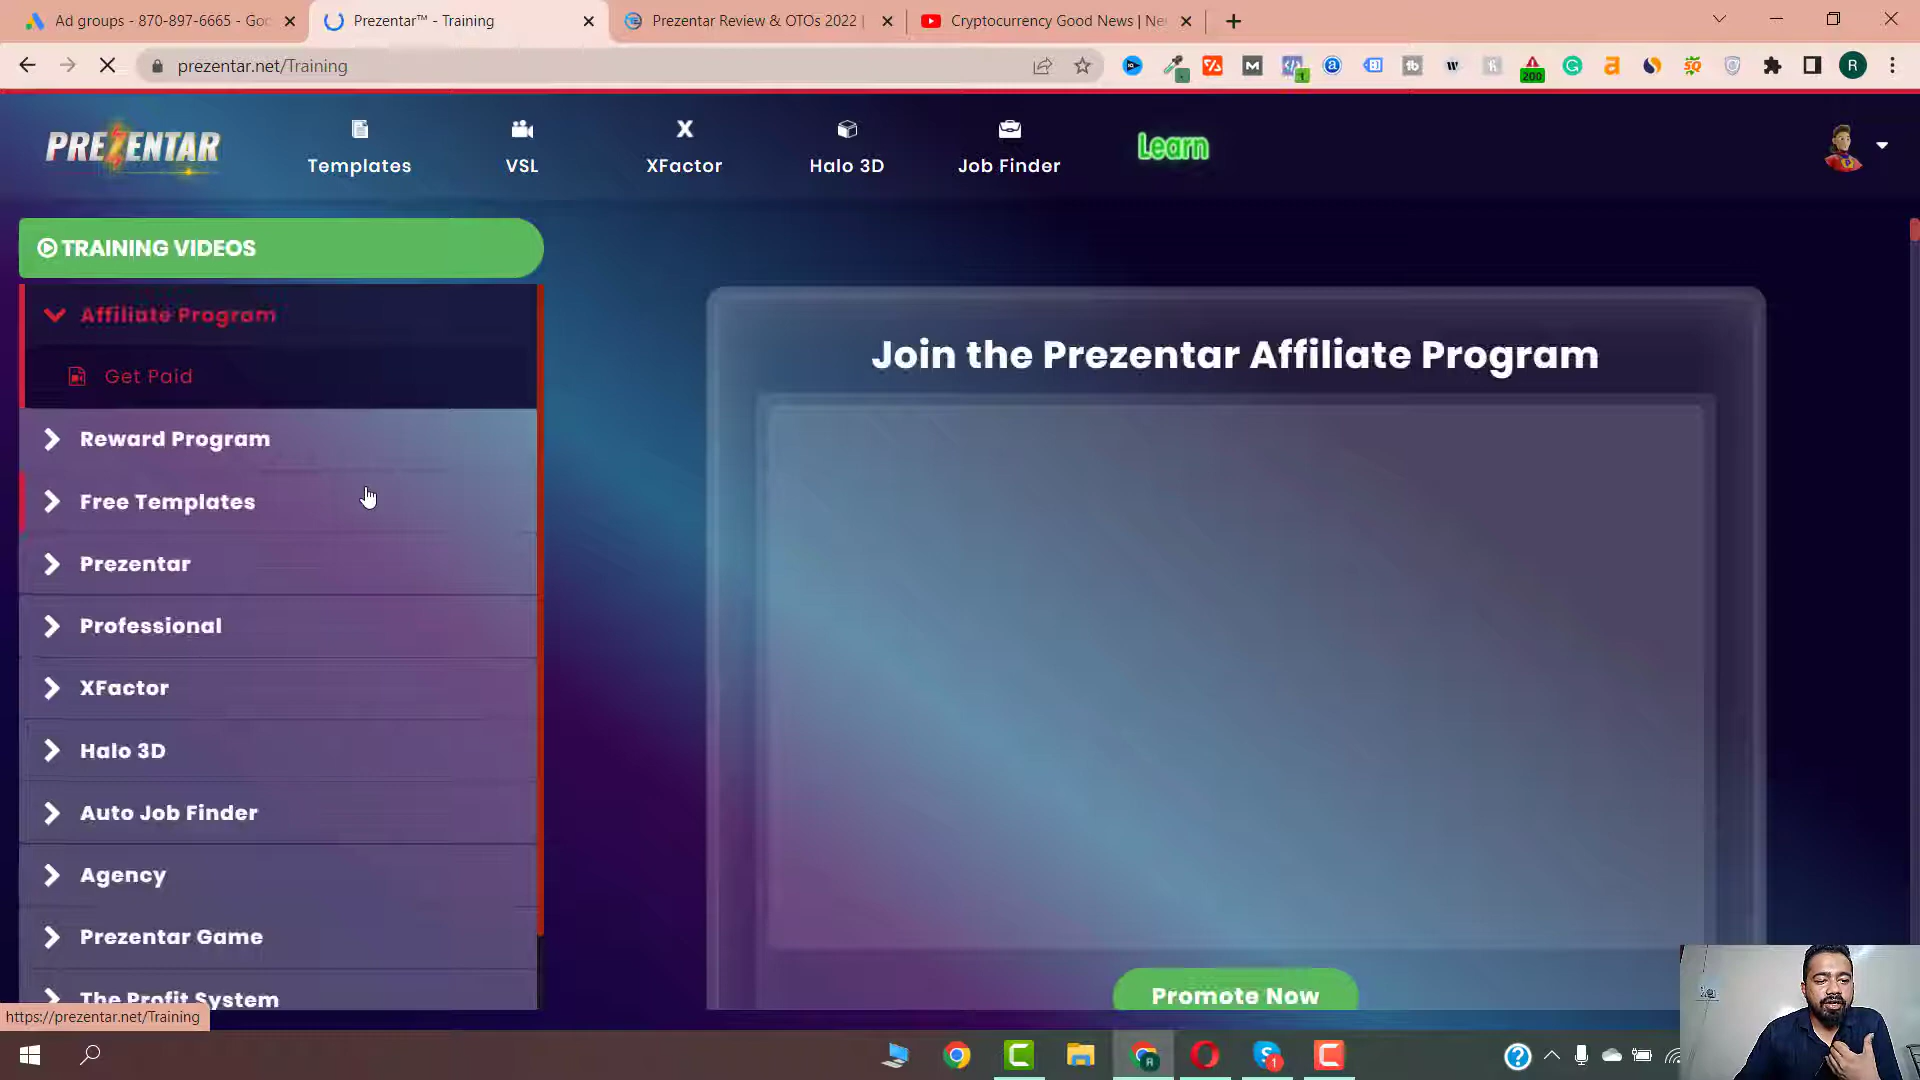 Ad groups - 870-897-6665 - Goo
Prezentar™ - Training
Prezentar Review & OTOs 2022 |
Cryptocurrency Good News | Ne
prezentar.net/Training
200
R
PREZENTAR
Templates
VSL
XFactor
Halo 3D
Job Finder
Learn
TRAINING VIDEOS
Affiliate Program
Get Paid
Reward Program
Free Templates
Prezentar
Professional
XFactor
Halo 3D
Auto Job Finder
Agency
Prezentar Game
The Profit System
Join the Prezentar Affiliate Program
Promote Now
https://prezentar.net/Training